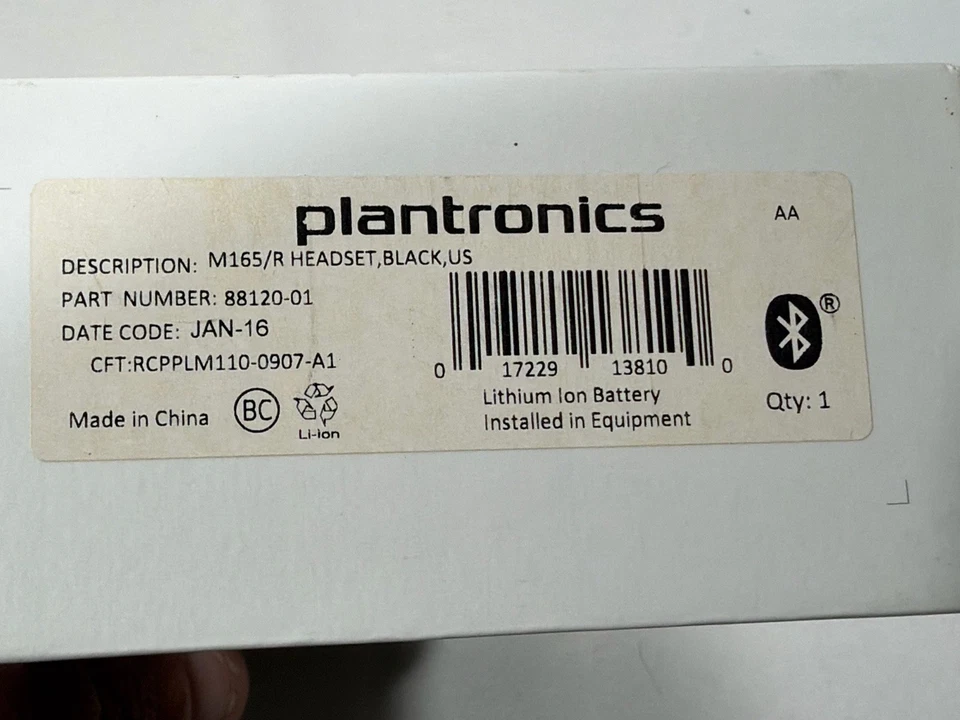 plantronics
AA
DESCRIPTION: M165/R HEADSET,BLACK,US
PART NUMBER: 88120-01
DATE CODE: JAN-16
CFT:RCPPLM110-0907-A1
0 17229 13810 0
®
Made in China
BC
Li-ion
Lithium Ion Battery
Installed in Equipment
Qty: 1